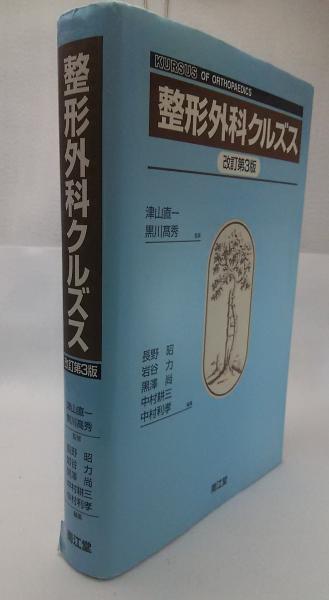 整形外科クルズス
改訂第3版
津山直一
黒川髙秀
監修
長野 昭
岩谷 力
黒澤 尚
中村耕三
中村利孝
編集
南江堂
KURSUS OF ORTHOPAEDICS
整形外科クルズス
改訂第3版
津山直一
黒川髙秀
監修
長野 昭
岩谷 力
黒澤 尚
中村耕三
中村利孝
編集
南江堂